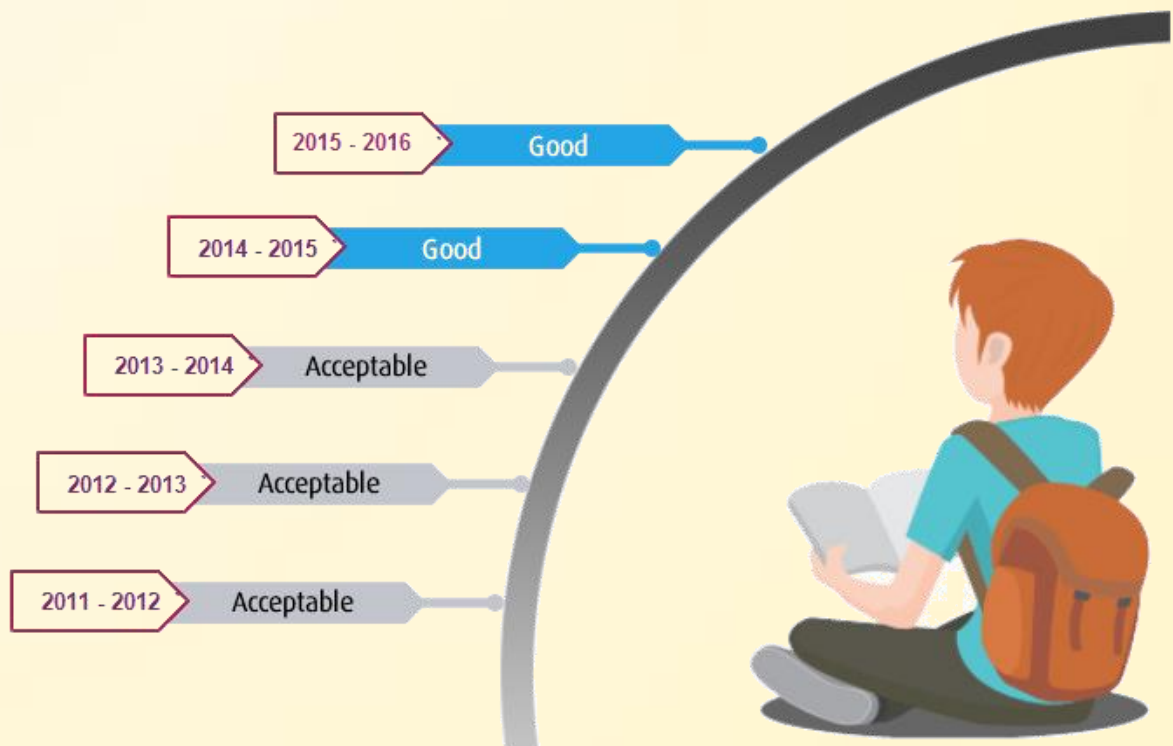 2015 - 2016 Good
2014 - 2015 Good
2013 - 2014 Acceptable
2012 - 2013 Acceptable
2011 - 2012 Acceptable